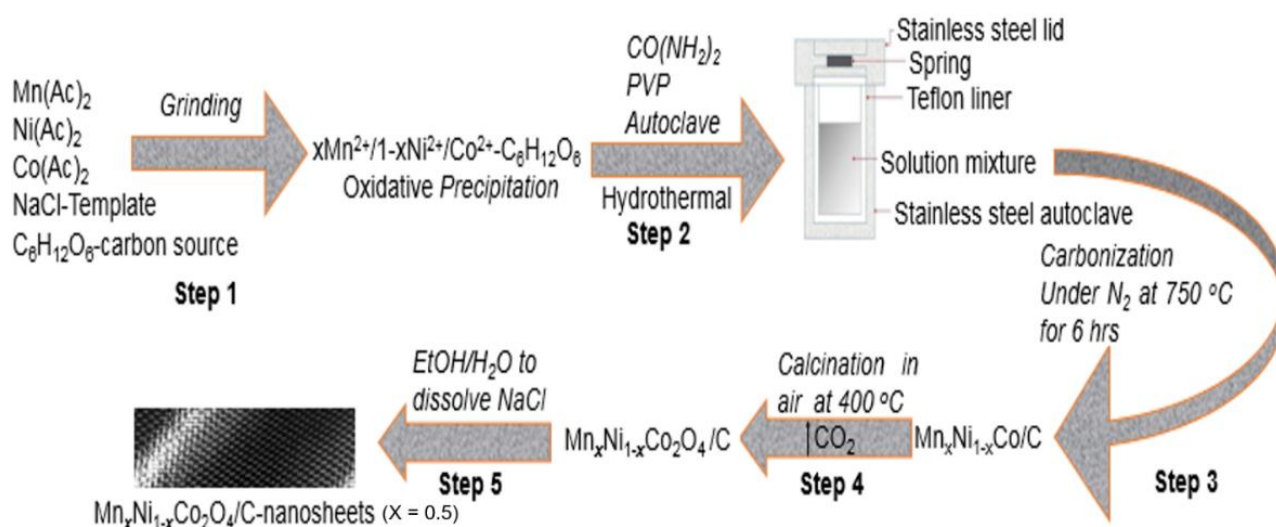 Mn(Ac)₂
Ni(Ac)₂
Co(Ac)₂
NaCl-Template
C₆H₁₂O₆-carbon source
Step 1
Grinding
xMn²⁺/1-xNi²⁺/Co²⁺-C₆H₁₂O₆
Oxidative Precipitation
CO(NH₂)₂
PVP
Autoclave
Hydrothermal
Step 2
Stainless steel lid
Spring
Teflon liner
Solution mixture
Stainless steel autoclave
Carbonization
Under N₂ at 750 ᵒC
for 6 hrs
Step 3
MnₓNi₁₋ₓCo/C
Calcination in
air at 400 ᵒC
CO₂
Step 4
MnₓNi₁₋ₓCo₂O₄/C
EtOH/H₂O to
dissolve NaCl
Step 5
MnₓNi₁₋ₓCo₂O₄/C-nanosheets (X = 0.5)